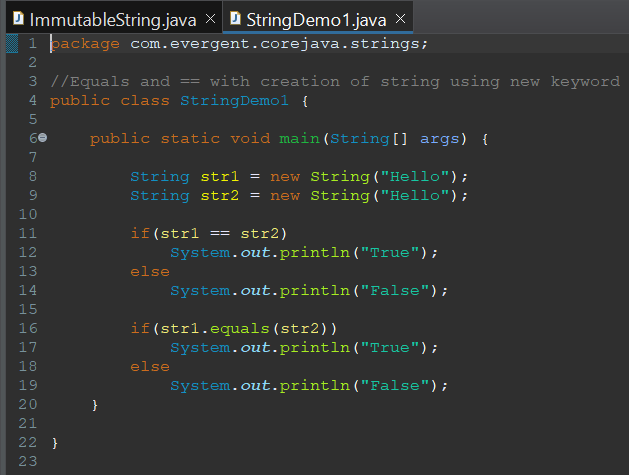 ImmutableString.java StringDemo1.java
1 package com.evergent.corejava.strings;
2
3 //Equals and == with creation of string using new keyword
4 public class StringDemo1 {
5
6 public static void main(String[] args) {
7
8 String str1 = new String("Hello");
9 String str2 = new String("Hello");
10
11 if(str1 == str2)
12 System.out.println("True");
13 else
14 System.out.println("False");
15
16 if(str1.equals(str2))
17 System.out.println("True");
18 else
19 System.out.println("False");
20 }
21
22 }
23